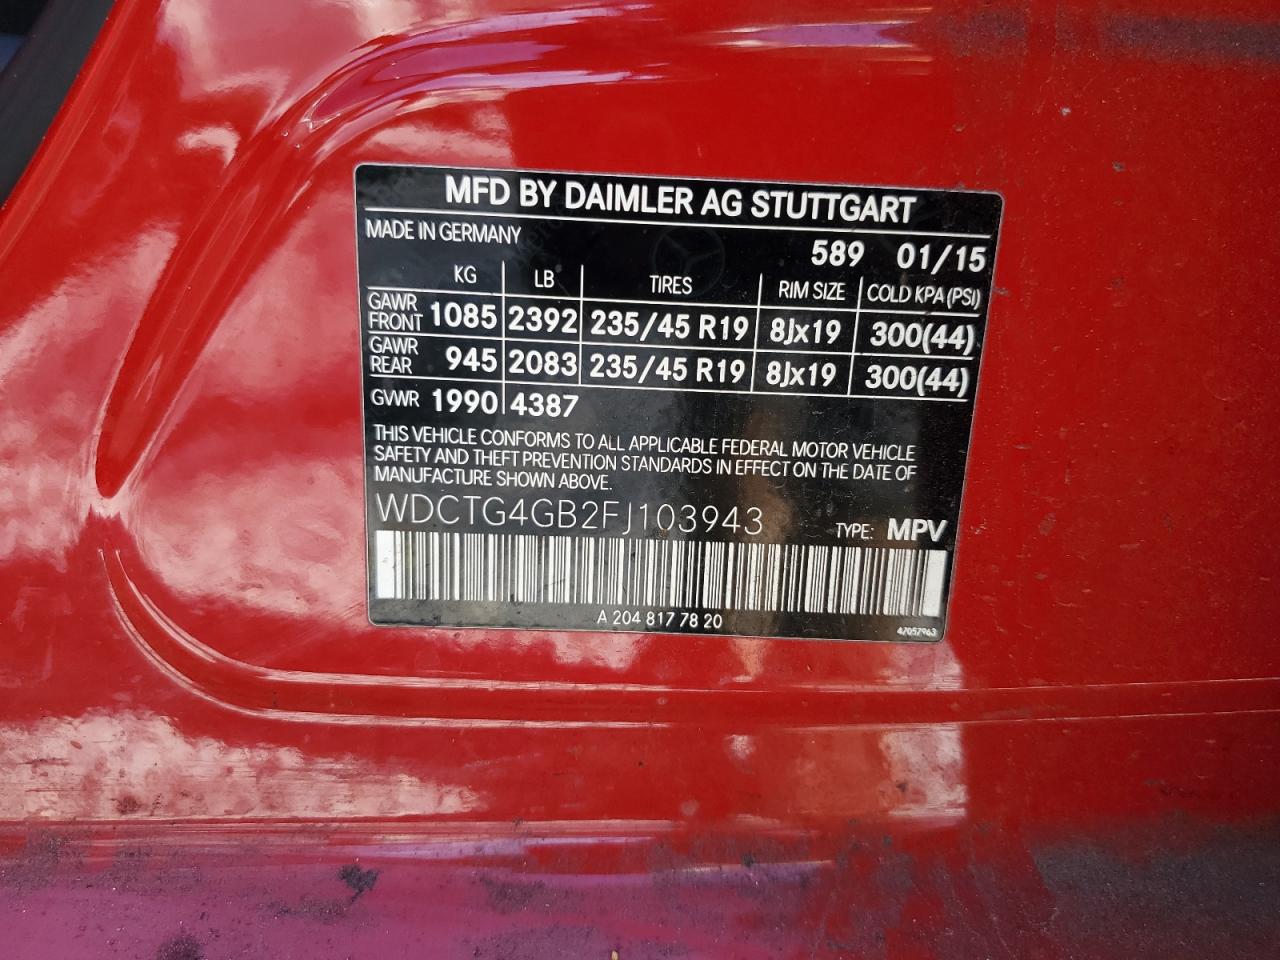 MFD BY DAIMLER AG STUTTGART
MADE IN GERMANY 589 01/15
KG LB TIRES RIM SIZE COLD KPA (PSI)
GAWR FRONT 1085 2392 235/45 R19 8Jx19 300(44)
GAWR REAR 945 2083 235/45 R19 8Jx19 300(44)
GVWR 1990 4387
THIS VEHICLE CONFORMS TO ALL APPLICABLE FEDERAL MOTOR VEHICLE
SAFETY AND THEFT PREVENTION STANDARDS IN EFFECT ON THE DATE OF
MANUFACTURE SHOWN ABOVE.
WDCTG4GB2FJ103943 TYPE: MPV
A 204 817 78 20
47057963